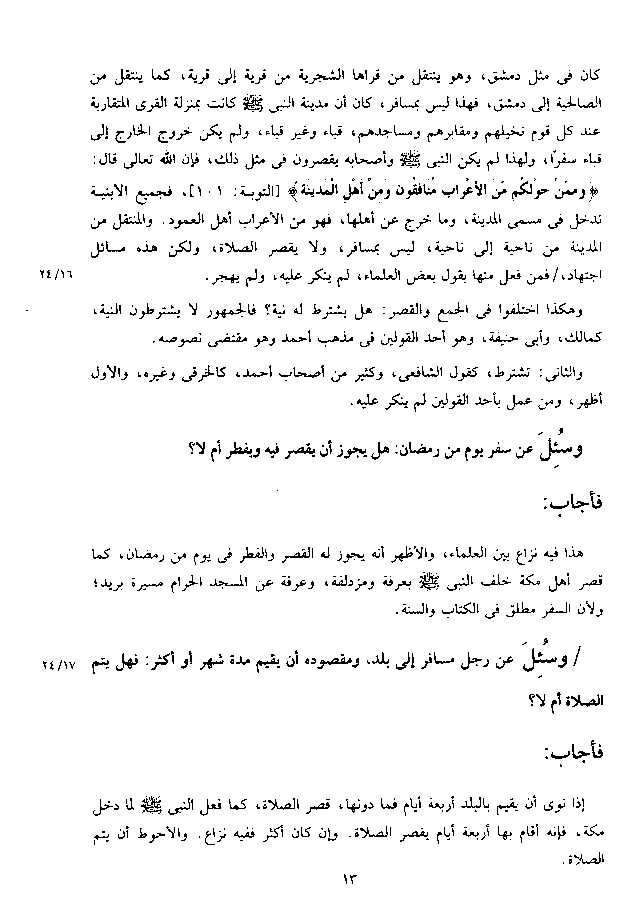 كان فى مثل دمشق، وهو ينتقل من قراها الشجرية من قرية إلى قرية، كما ينتقل من
الصالحية إلى دمشق، فهذا ليس بمسافر، كان أن مدينة النبى ﷺ كانت بمنزلة القرى المتقاربة
عند كل قوم نخيلهم ومقابرهم ومساجدهم، قباء وغير قباء، ولم يكن خروج الخارج إلى
قباء سفرًا، ولهذا لم يكن النبى ﷺ وأصحابه يقصرون فى مثل ذلك، فإن الله تعالى قال:
﴿ وَمِمَّنْ حَوْلَكُم مِّنَ الأَعْرَابِ مُنَافِقُونَ وَمِنْ أَهْلِ الْمَدِينَةِ ﴾ [التوبة: ١٠١]، فجميع الأبنية
تدخل فى مسمى المدينة، وما خرج عن أهلها، فهو من الأعراب أهل العمود. والمنتقل من
المدينة من ناحية إلى ناحية، ليس بمسافر، ولا يقصر الصلاة، ولكن هذه مسائل
اجتهاد، / فمن فعل منها بقول بعض العلماء، لم ينكر عليه، ولم يهجر. ٢٤/١٦
وهكذا اختلفوا فى الجمع والقصر: هل يشترط له نية؟ فالجمهور لا يشترطون النية،
كمالك، وأبى حنيفة، وهو أحد القولين فى مذهب أحمد وهو مقتضى نصوصه.
والثانى: تشترط، كقول الشافعى، وكثير من أصحاب أحمد، كالخرقى وغيره، والأول
أظهر، ومن عمل بأحد القولين لم ينكر عليه.
وسُئِلَ عن سفر يوم من رمضان: هل يجوز أن يقصر فيه ويفطر أم لا؟
فأجاب:
هذا فيه نزاع بين العلماء، والأظهر أنه يجوز له القصر والفطر فى يوم من رمضان، كما
قصر أهل مكة خلف النبى ﷺ بعرفة ومزدلفة، وعرفة عن المسجد الحرام مسيرة بريد؛
ولأن السفر مطلق فى الكتاب والسنة.
/ وسُئِلَ عن رجل مسافر إلى بلد، ومقصوده أن يقيم مدة شهر أو أكثر: فهل يتم ٢٤/١٧
الصلاة أم لا؟
فأجاب:
إذا نوى أن يقيم بالبلد أربعة أيام فما دونها، قصر الصلاة، كما فعل النبى ﷺ لما دخل
مكة، فإنه أقام بها أربعة أيام يقصر الصلاة. وإن كان أكثر ففيه نزاع. والأحوط أن يتم
الصلاة.
١٣